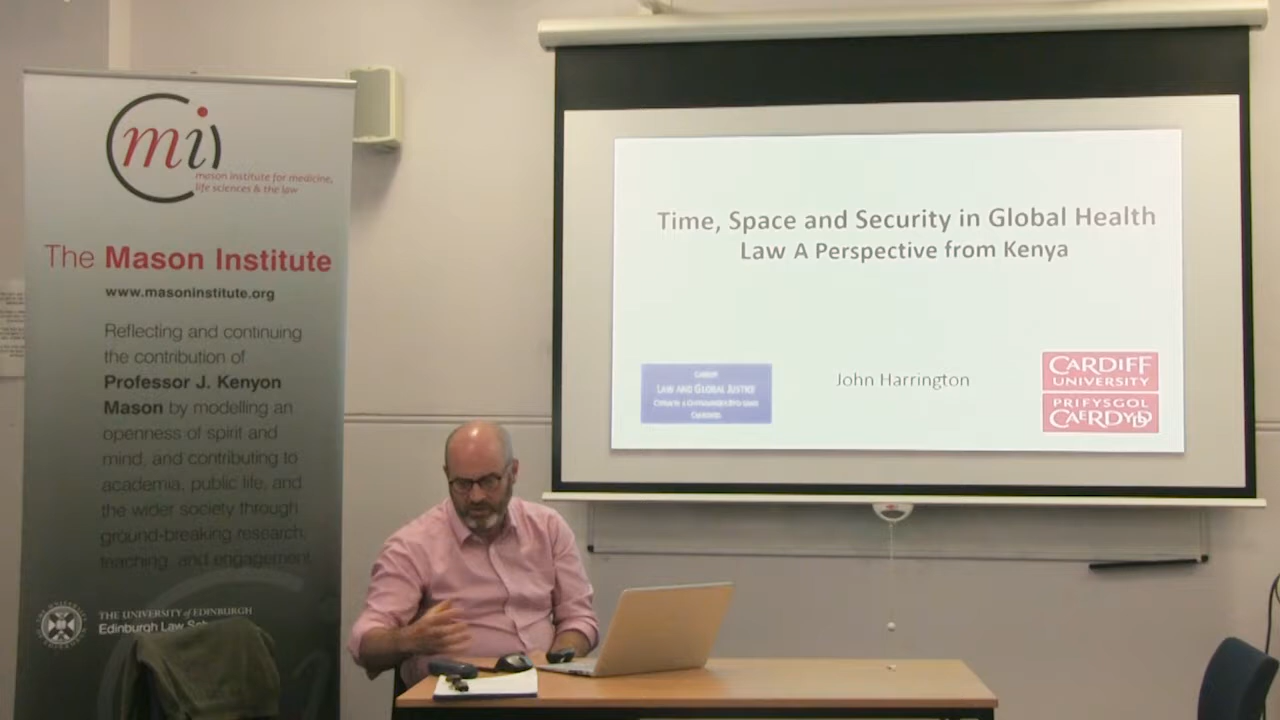 mi
mason institute for medicine,
life sciences & the law
The Mason Institute
www.masoninstitute.org
Reflecting and continuing
the contribution of
Professor J. Kenyon
Mason by modelling an
openness of spirit and
mind, and contributing to
academia, public life, and
the wider society through
ground-breaking research,
teaching, and engagement
THE UNIVERSITY of EDINBURGH
Edinburgh Law
Time, Space and Security in Global Health
Law A Perspective from Kenya
John Harrington
LAW AND GLOBAL JUSTICE
CARDIFF
UNIVERSITY
PRIFYSGOL
CAERDYDD